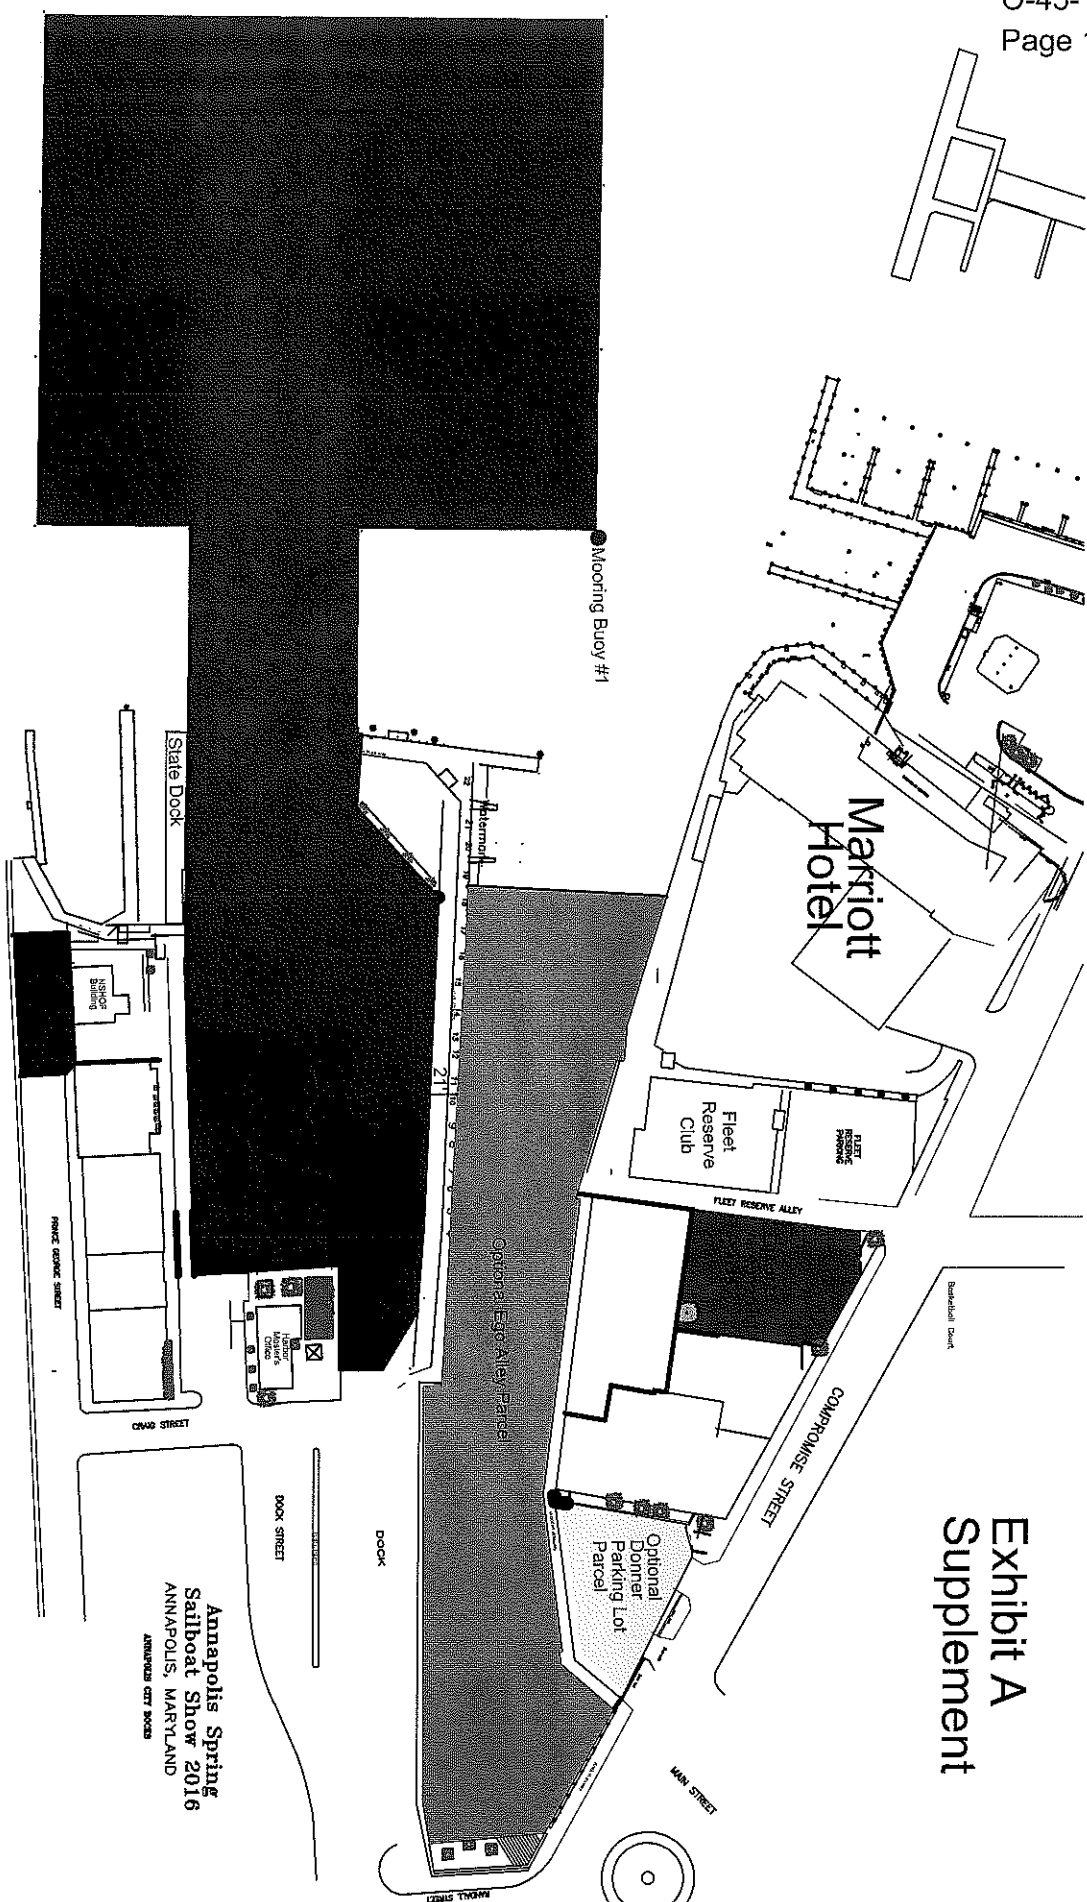 O-45-
Page 1
Exhibit A
Supplement
Mooring Buoy #1
Marriott
Hotel
State Dock
NSHOF
Building
21'
Fleet
Reserve
Club
FLEET
RESERVE
PARKING
FLEET RESERVE ALLEY
Basketball Court
COMPROMISE STREET
Optional Ego Alley Parcel
Optional
Donner
Parking Lot
Parcel
Harbor
Master's
Office
PRINCE GEORGE STREET
CRAIG STREET
DOCK STREET
DOCK
MAIN STREET
RANDALL STREET
Annapolis Spring
Sailboat Show 2016
ANNAPOLIS, MARYLAND
ANNAPOLIS CITY DOCKS